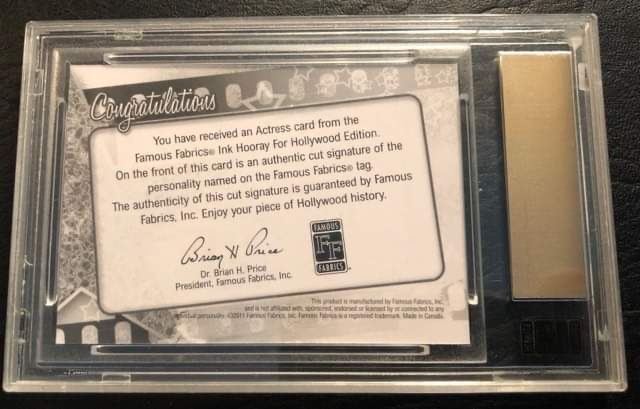 Congratulations
You have received an Actress card from the
Famous Fabrics® Ink Hooray For Hollywood Edition.
On the front of this card is an authentic cut signature of the
personality named on the Famous Fabrics® tag.
The authenticity of this cut signature is guaranteed by Famous
Fabrics, Inc. Enjoy your piece of Hollywood history.
Brian H Price
Dr. Brian H. Price
President, Famous Fabrics, Inc.
FAMOUS
FF
FABRICS
This product is manufactured by Famous Fabrics, Inc.
and is not affiliated with, sponsored, endorsed or licensed by or connected to any
individual personality. ©2011 Famous Fabrics, Inc. Famous Fabrics is a registered trademark. Made in Canada.